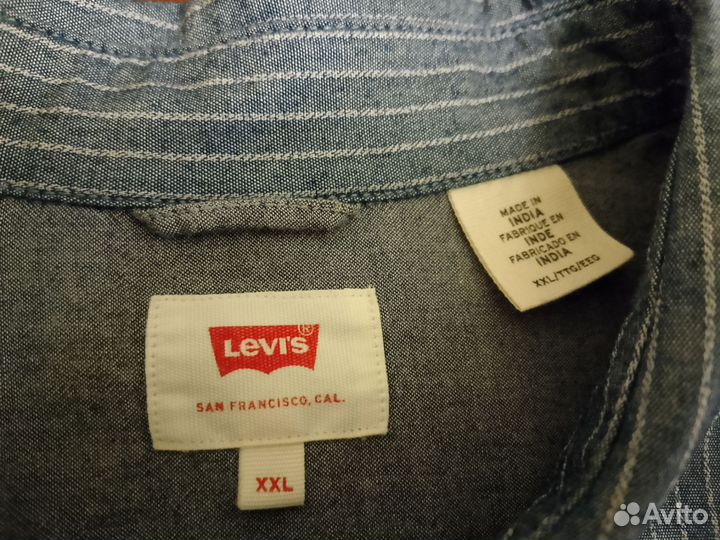 MADE IN
INDIA
FABRIQUE EN
INDE
FABRICADO EN
INDIA
XXL/TTG/EEG
LEVI'S®
SAN FRANCISCO, CAL.
XXL
Avito